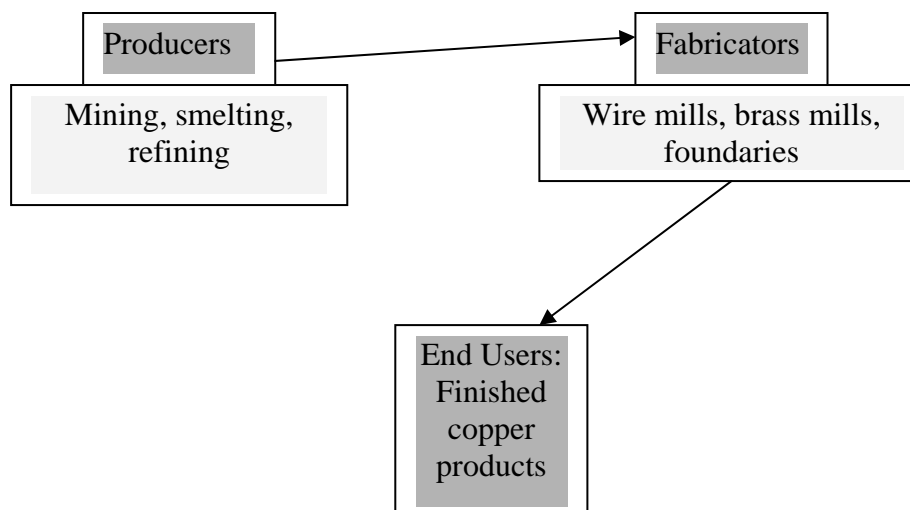 Producers
Mining, smelting,
refining
Fabricators
Wire mills, brass mills,
foundaries
End Users:
Finished
copper
products